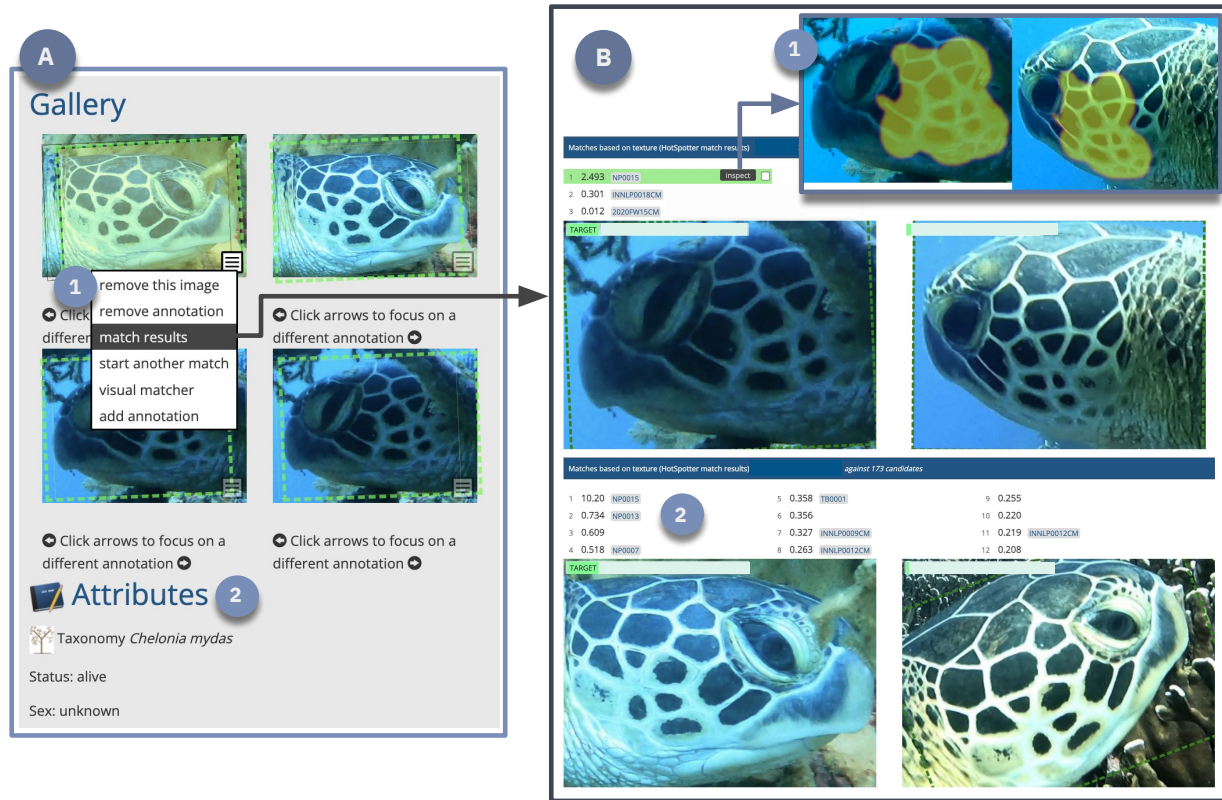 A
Gallery
1
remove this image
remove annotation
match results
start another match
visual matcher
add annotation
Click
differen
Click arrows to focus on a
different annotation
Click arrows to focus on a
different annotation
Click arrows to focus on a
different annotation
Attributes 2
Taxonomy Chelonia mydas
Status: alive
Sex: unknown
B
1
Matches based on texture (HotSpotter match results)
1 2.493 NP0015 inspect
2 0.301 INNLP0018CM
3 0.012 2020FW15CM
TARGET
Matches based on texture (HotSpotter match results) against 173 candidates
1 10.20 NP0015
2 0.734 NP0013
3 0.609
4 0.518 NP0007
2
5 0.358 TB0001
6 0.356
7 0.327 INNLP0009CM
8 0.263 INNLP0012CM
9 0.255
10 0.220
11 0.219 INNLP0012CM
12 0.208
TARGET